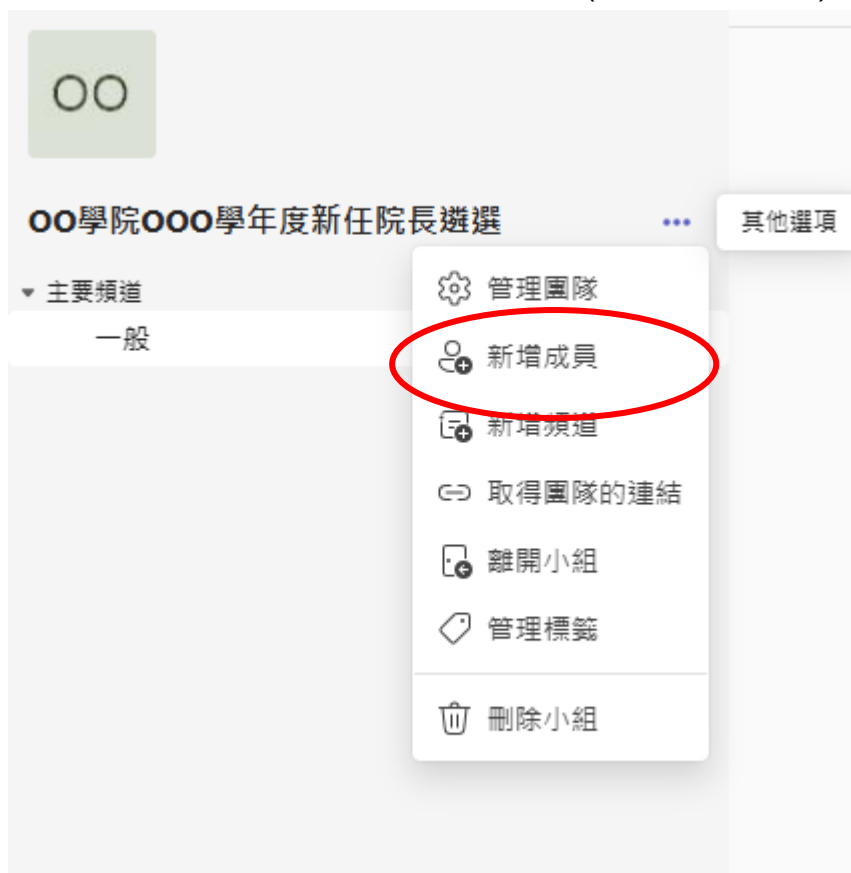 OO
OO學院OOO學年度新任院長遴選
其他選項
主要頻道
一般
管理團隊
新增成員
新增頻道
取得團隊的連結
離開小組
管理標籤
刪除小組